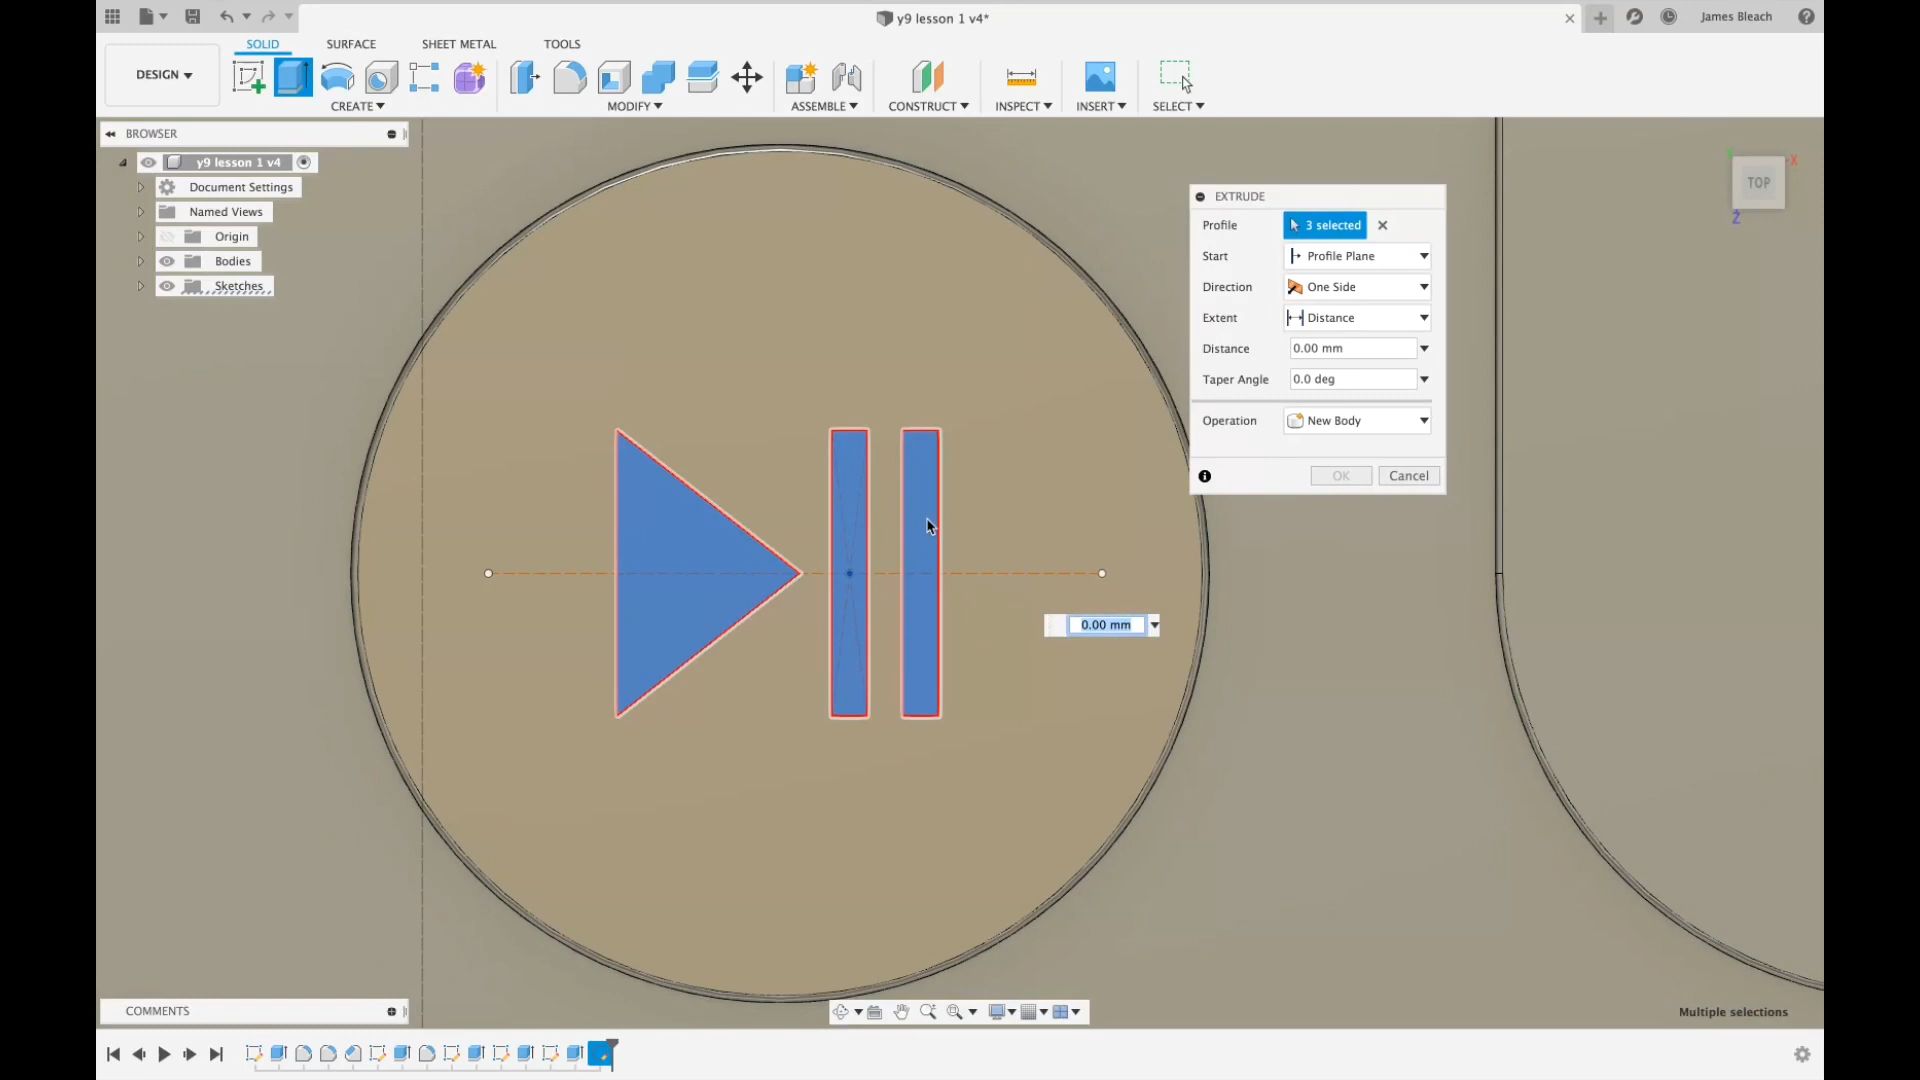 y9 lesson 1 v4*
James Bleach
SOLID
SURFACE
SHEET METAL
TOOLS
DESIGN
CREATE
MODIFY
ASSEMBLE
CONSTRUCT
INSPECT
INSERT
SELECT
BROWSER
y9 lesson 1 v4
Document Settings
Named Views
Origin
Bodies
Sketches
TOP
X
Z
EXTRUDE
Profile 3 selected
Start Profile Plane
Direction One Side
Extent Distance
Distance 0.00 mm
Taper Angle 0.0 deg
Operation New Body
OK Cancel
0.00 mm
COMMENTS
Multiple selections